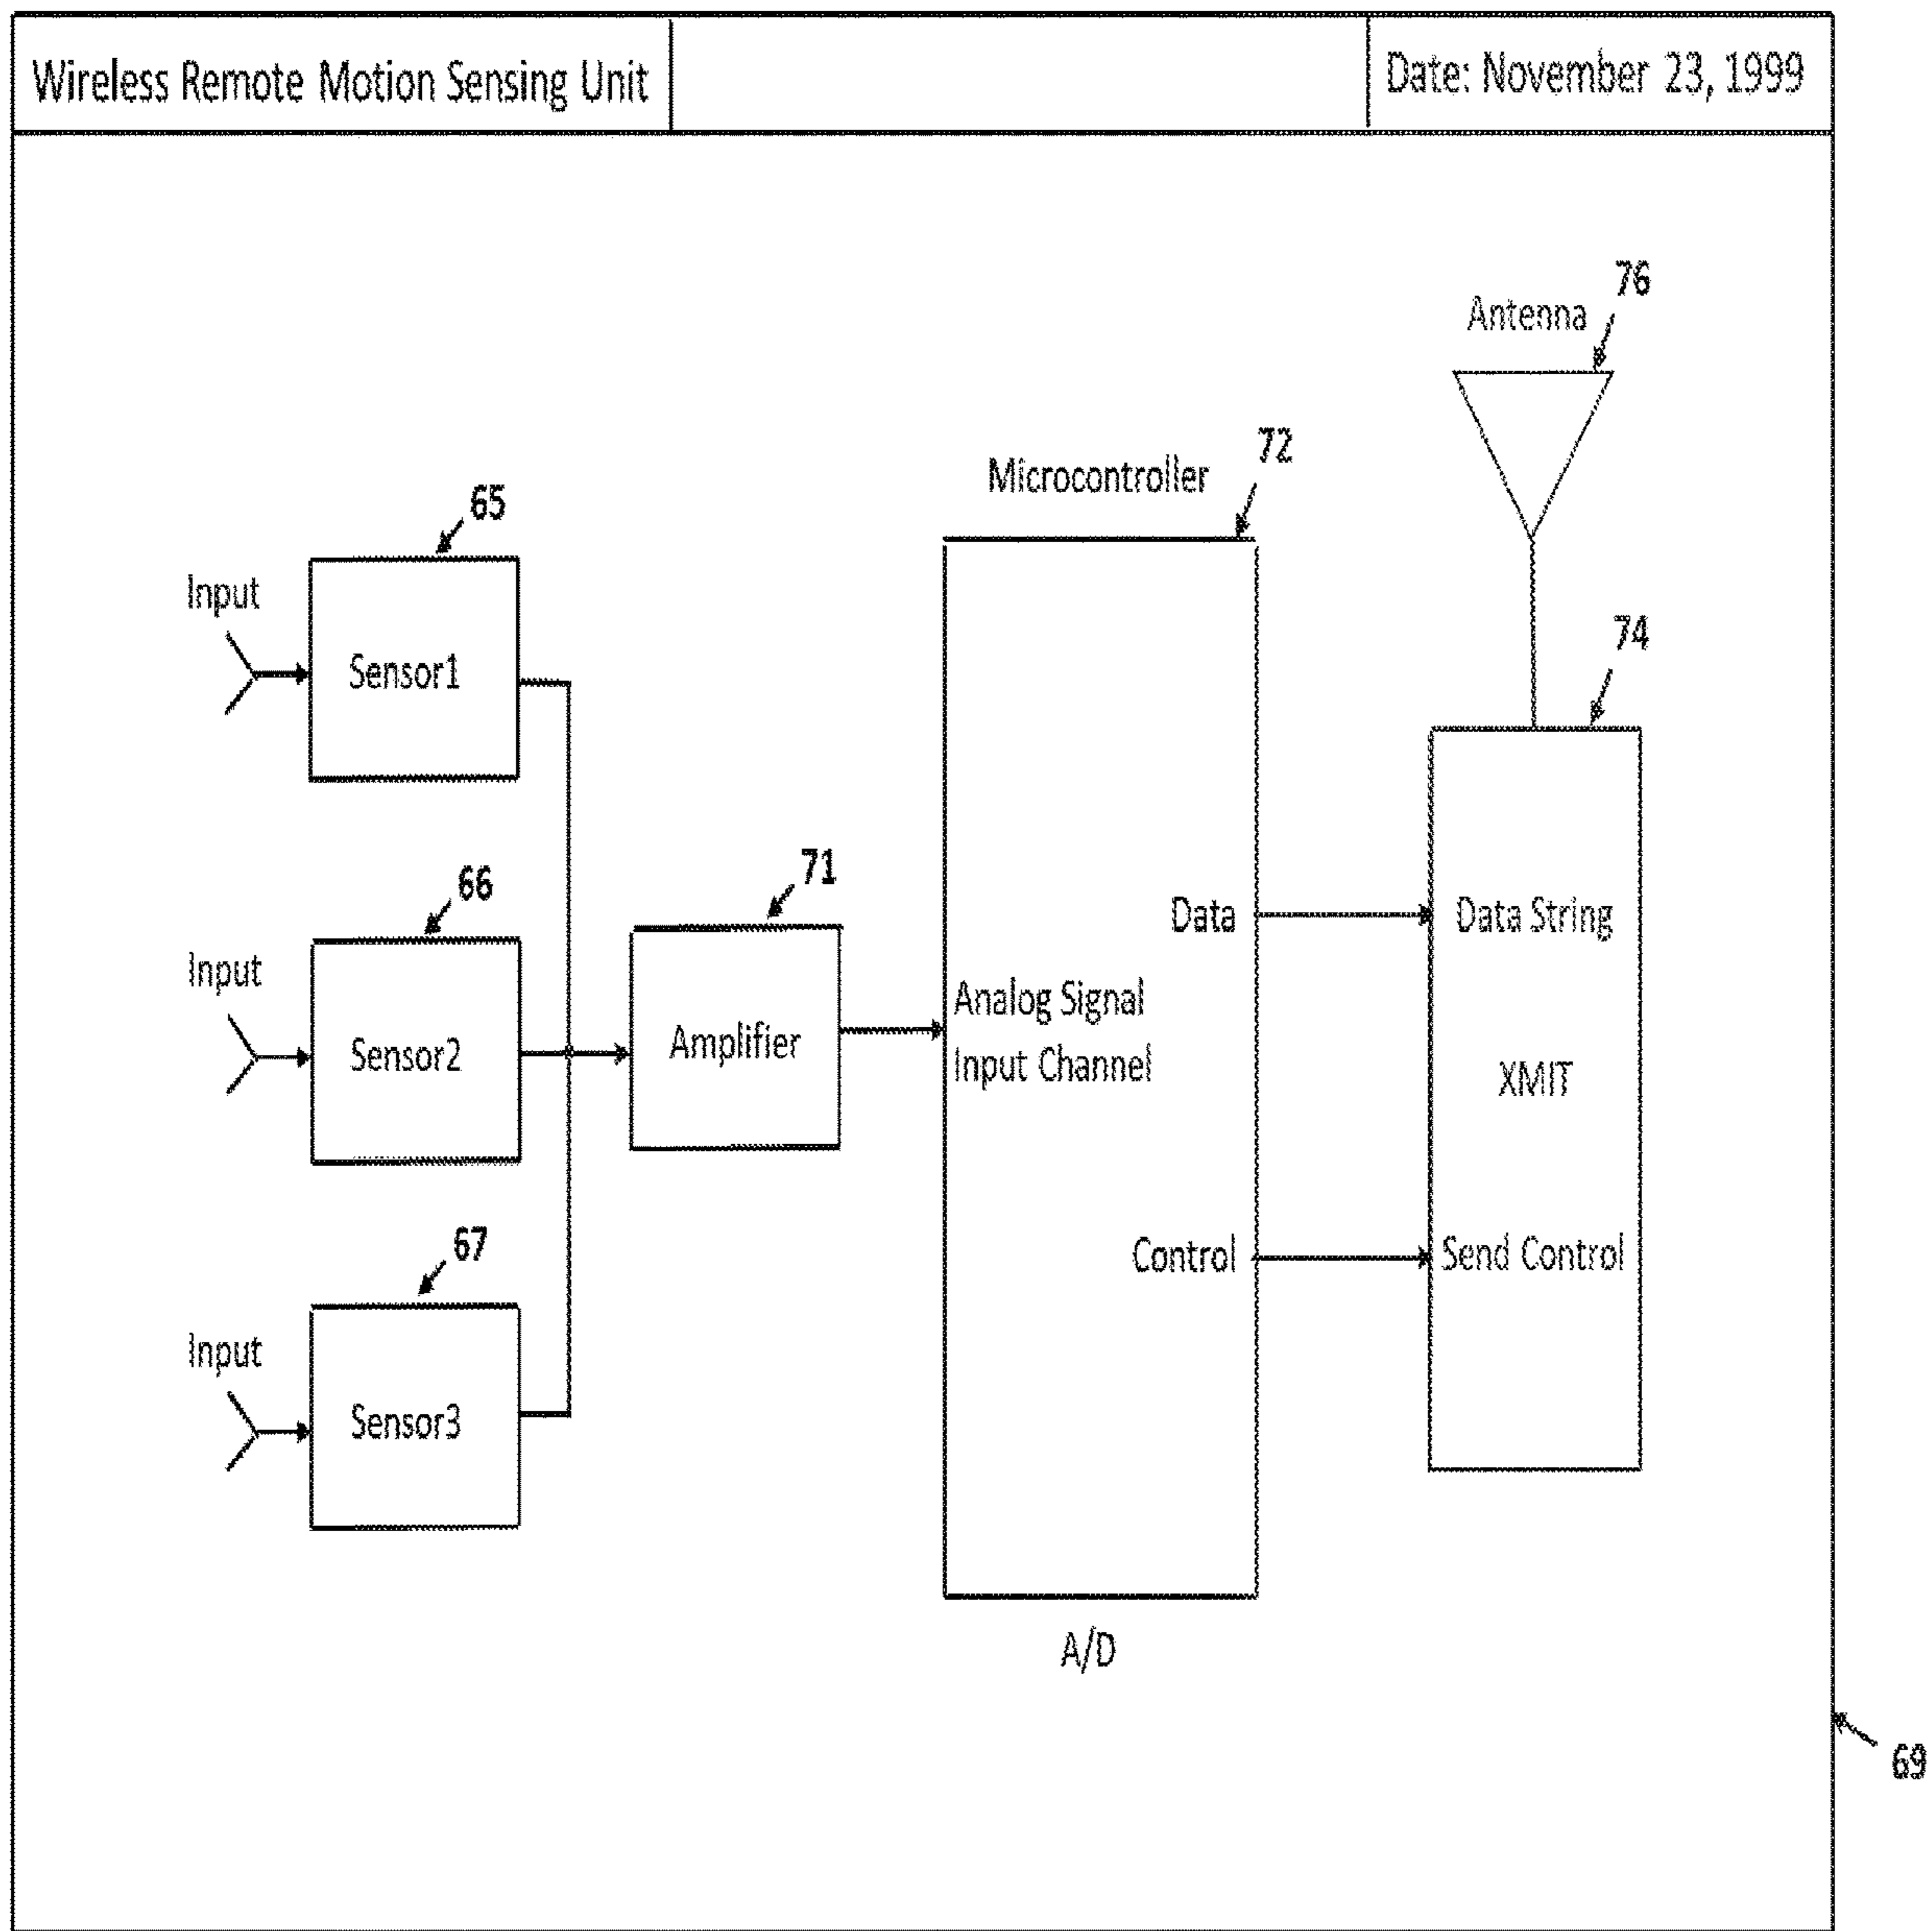 Wireless Remote Motion Sensing Unit
Date: November 23, 1999
76
Antenna
72
Microcontroller
65
Input
Sensor1
74
66
71
Input
Sensor2
Amplifier
Analog Signal
Input Channel
Data
Data String
XMIT
67
Control
Send Control
Input
Sensor3
A/D
69